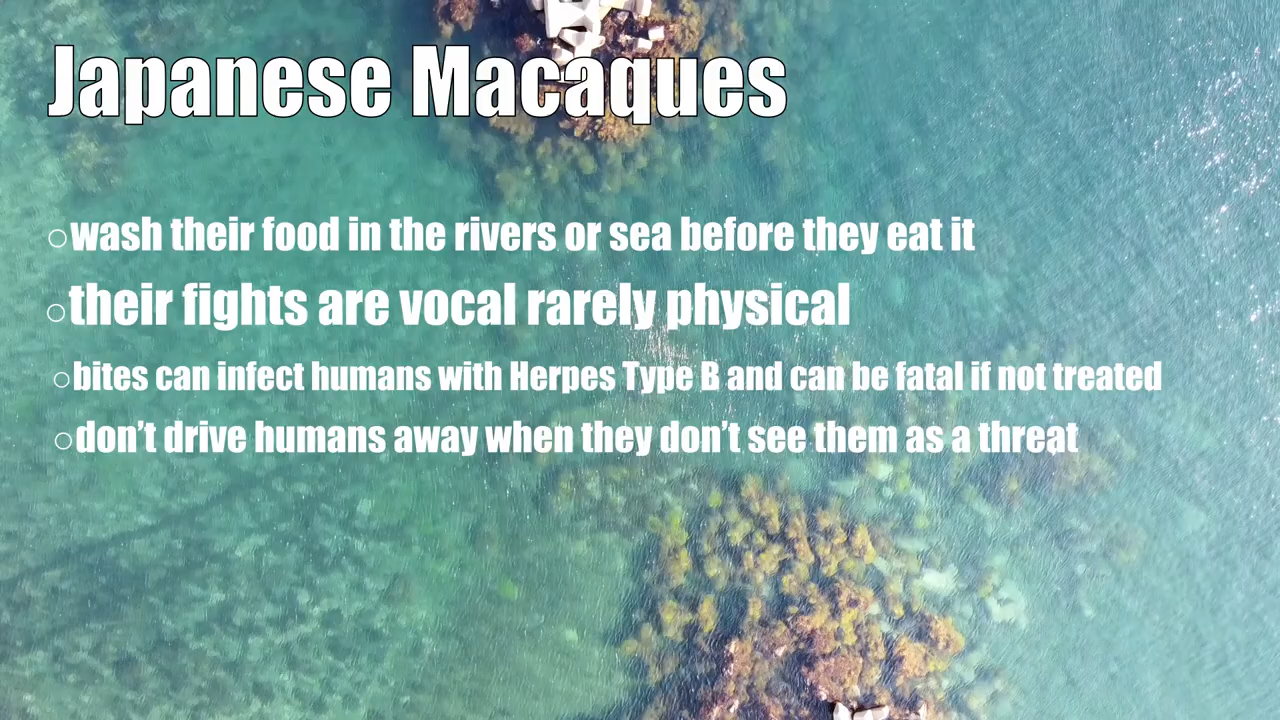 Japanese Macaques
○wash their food in the rivers or sea before they eat it
○their fights are vocal rarely physical
○bites can infect humans with Herpes Type B and can be fatal if not treated
○don’t drive humans away when they don’t see them as a threat